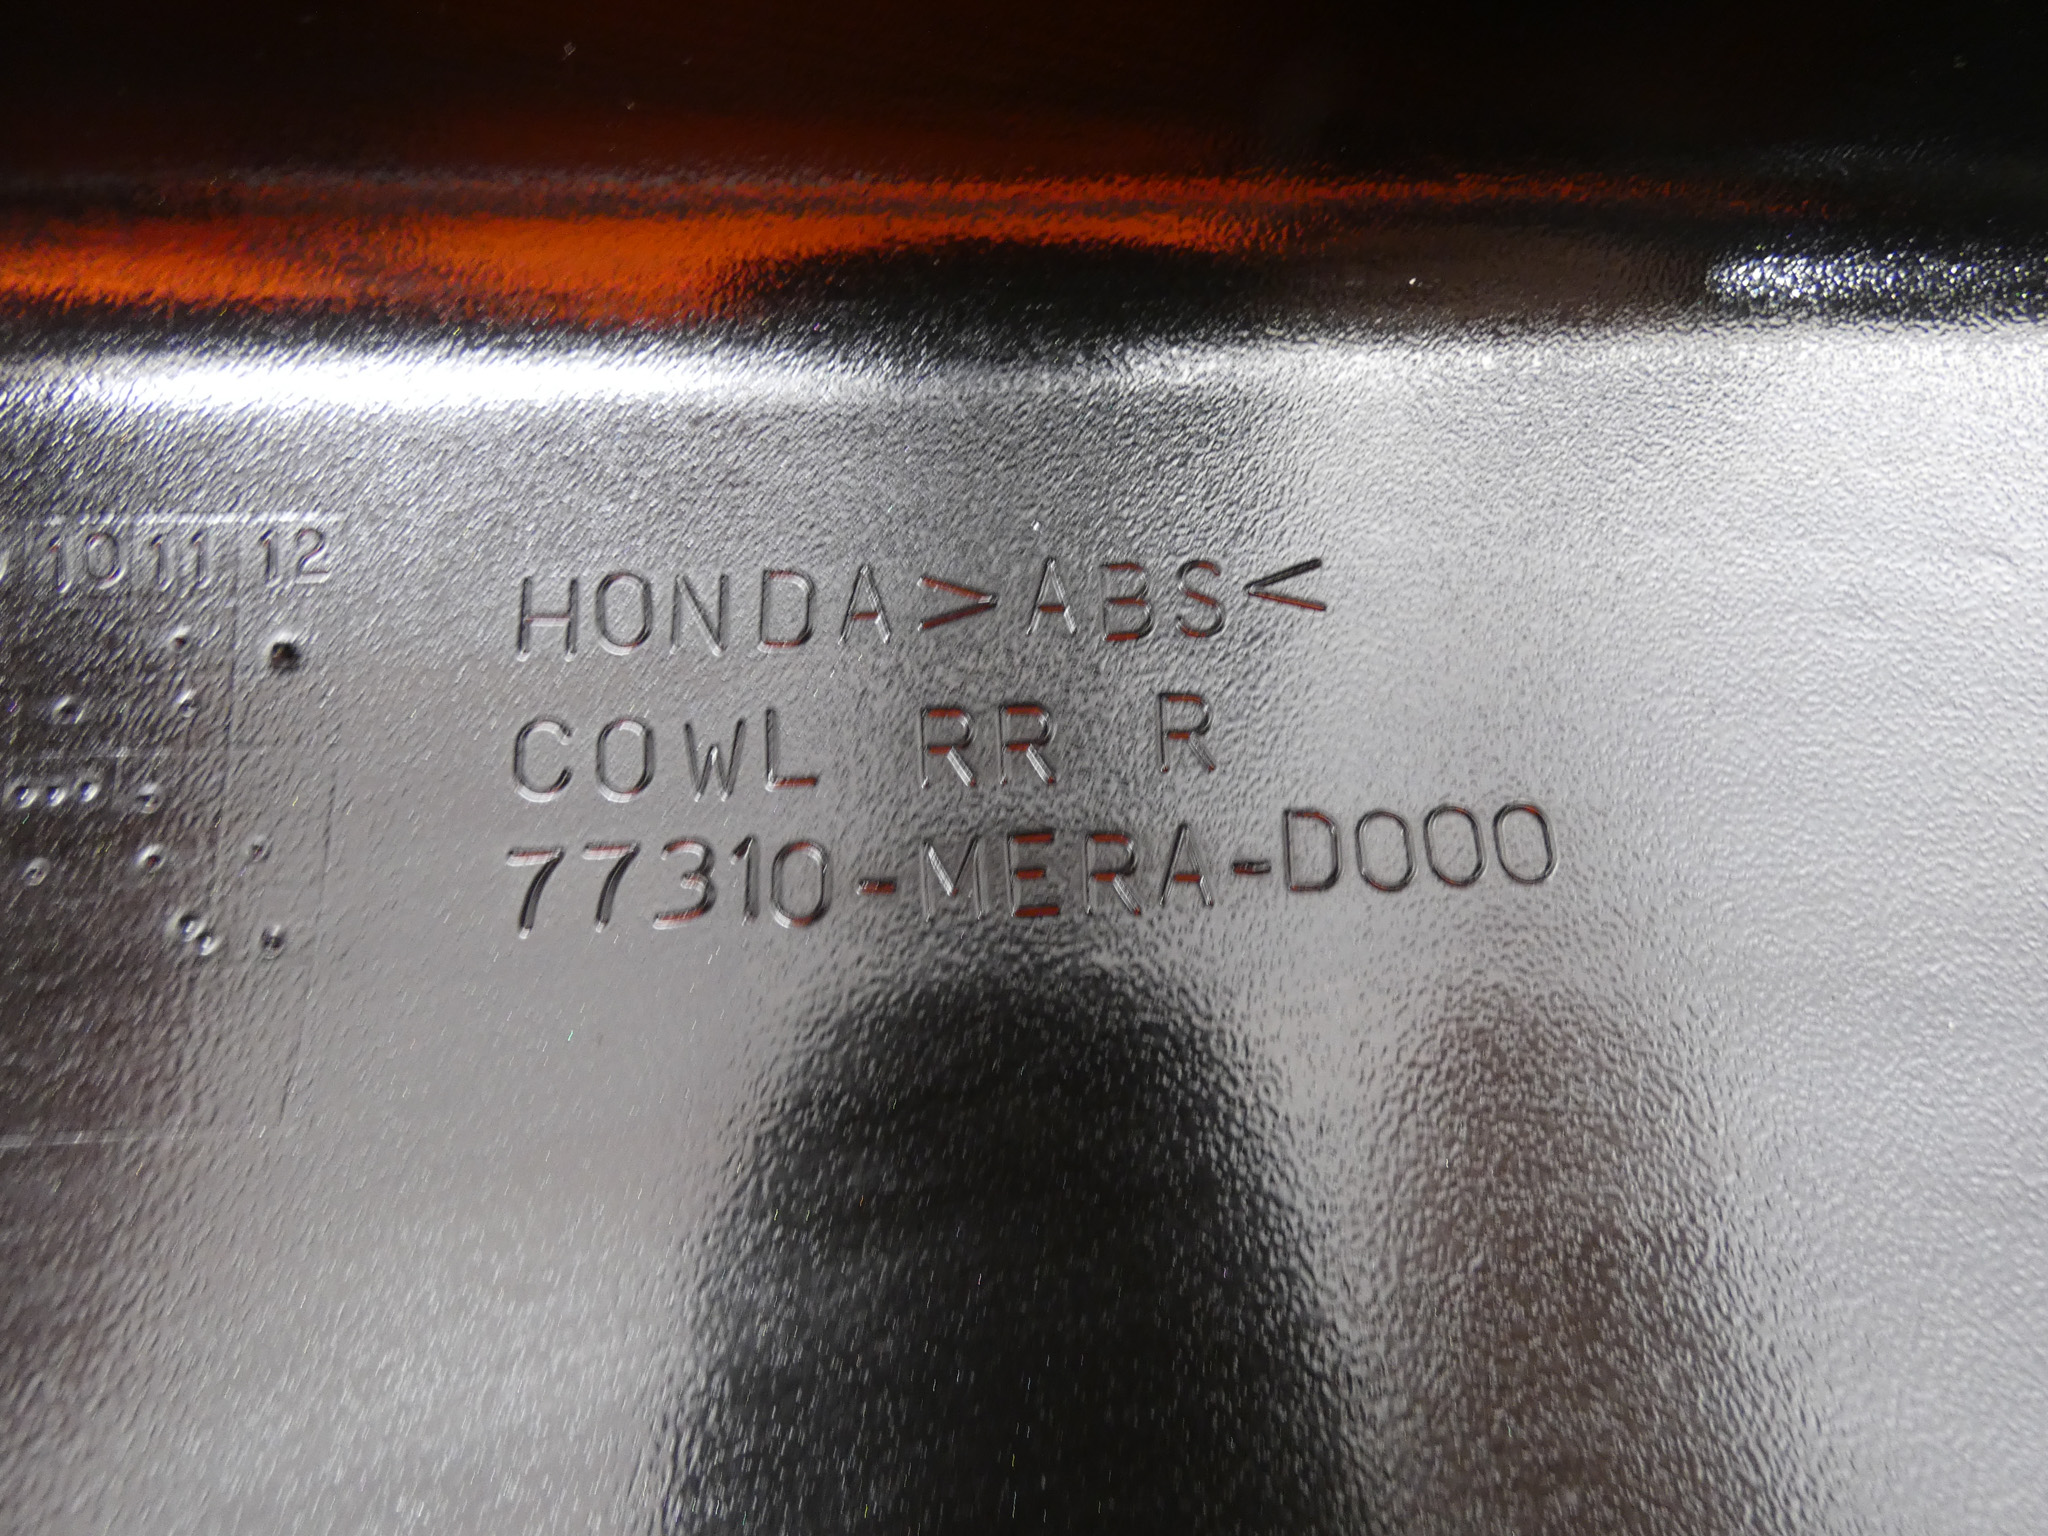 10 11 12
HONDA>ABS<
COWL RR R
77310-MERA-D000